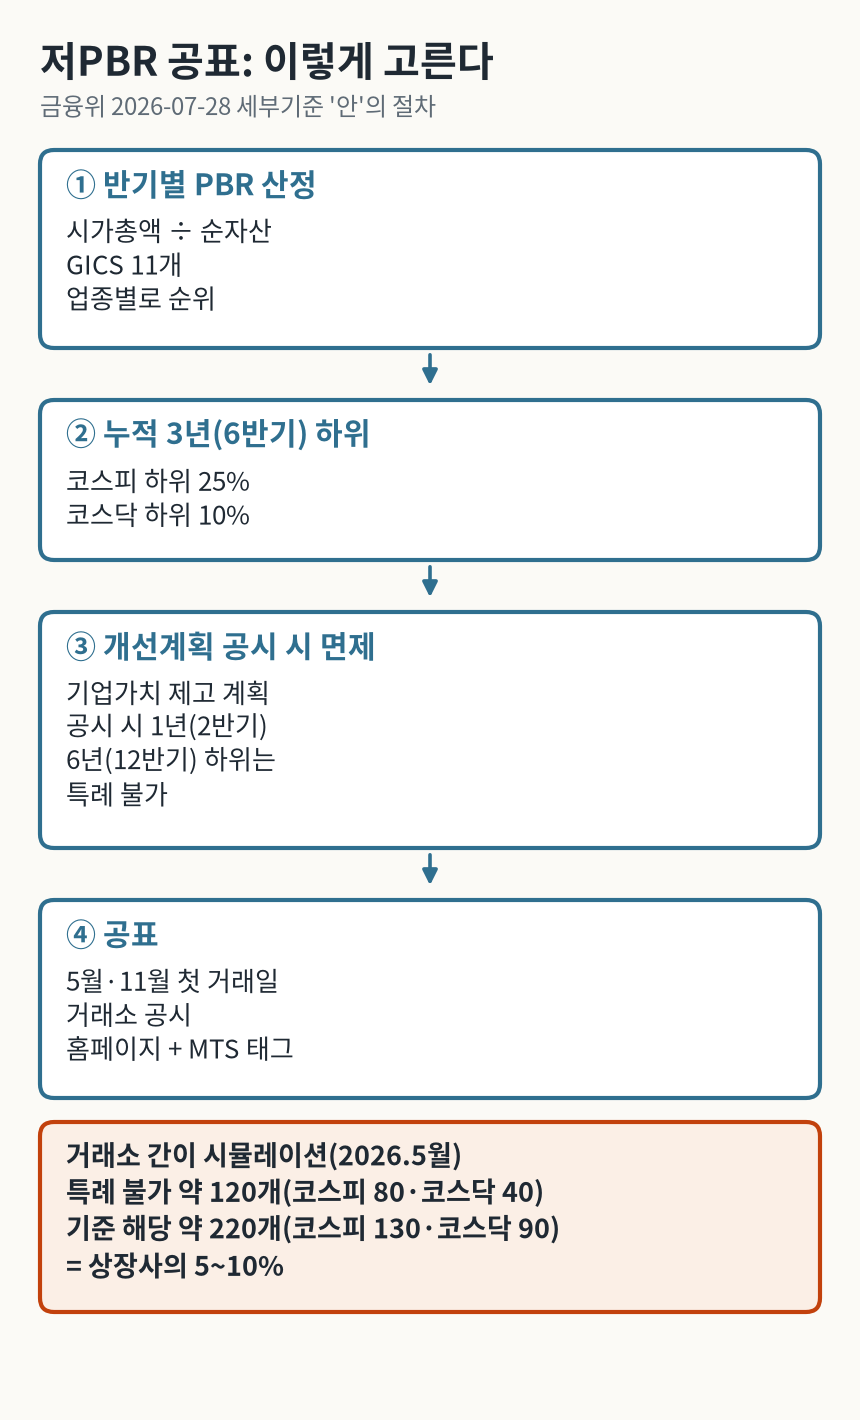 저PBR 공표: 이렇게 고른다
금융위 2026-07-28 세부기준 '안'의 절차
① 반기별 PBR 산정
시가총액 ÷ 순자산
GICS 11개
업종별로 순위
② 누적 3년(6반기) 하위
코스피 하위 25%
코스닥 하위 10%
③ 개선계획 공시 시 면제
기업가치 제고 계획
공시 시 1년(2반기)
6년(12반기) 하위는
특례 불가
④ 공표
5월·11월 첫 거래일
거래소 공시
홈페이지 + MTS 태그
거래소 간이 시뮬레이션(2026.5월)
특례 불가 약 120개(코스피 80·코스닥 40)
기준 해당 약 220개(코스피 130·코스닥 90)
= 상장사의 5~10%